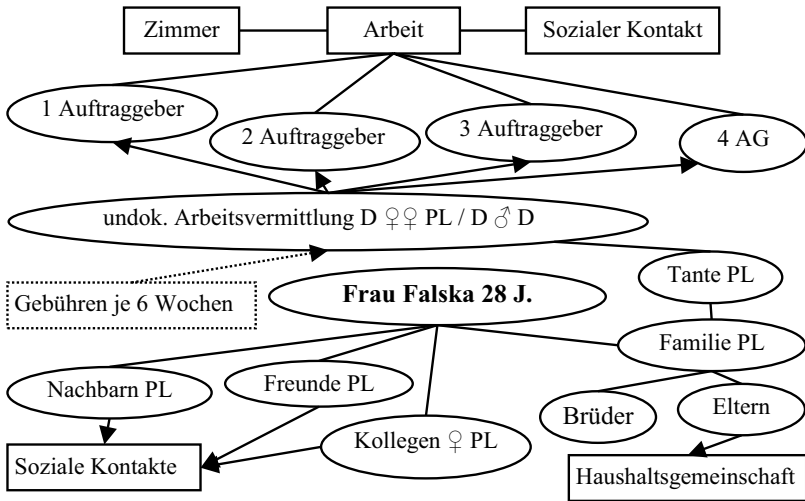 Zimmer
Arbeit
Sozialer Kontakt
1 Auftraggeber
2 Auftraggeber
3 Auftraggeber
4 AG
undok. Arbeitsvermittlung D ♀♀ PL / D ♂ D
Tante PL
Gebühren je 6 Wochen
Frau Falska 28 J.
Familie PL
Nachbarn PL
Freunde PL
Kollegen ♀ PL
Brüder
Eltern
Soziale Kontakte
Haushaltsgemeinschaft